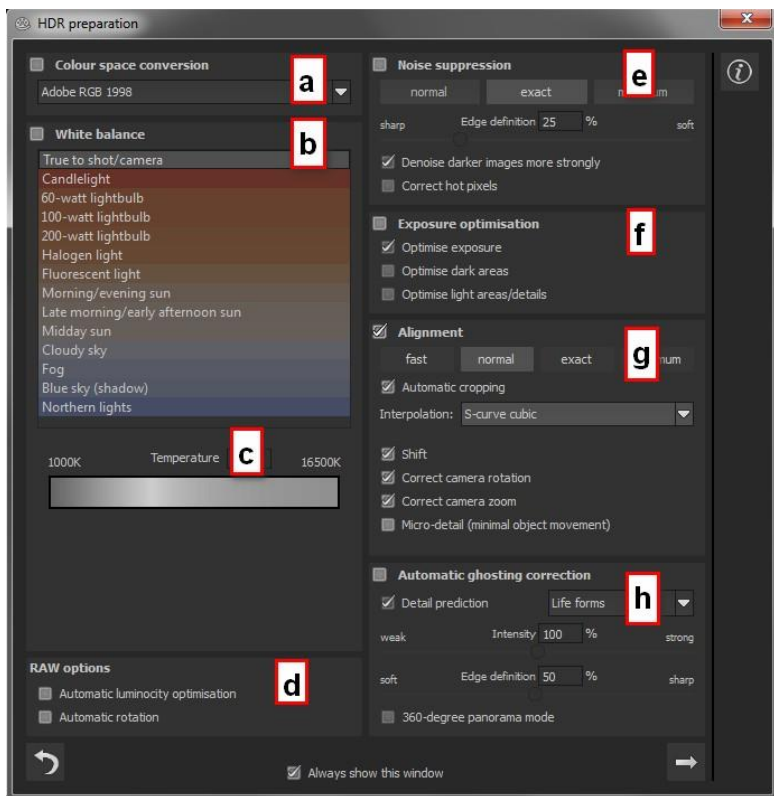 HDR preparation
Colour space conversion
a
Adobe RGB 1998
White balance
b
True to shot/camera
Candlelight
60-watt lightbulb
100-watt lightbulb
200-watt lightbulb
Halogen light
Fluorescent light
Morning/evening sun
Late morning/early afternoon sun
Midday sun
Cloudy sky
Fog
Blue sky (shadow)
Northern lights
1000K Temperature c 16500K
RAW options
d
Automatic luminocity optimisation
Automatic rotation
Noise suppression
e
normal exact
sharp Edge definition 25 % soft
Denoise darker images more strongly
Correct hot pixels
Exposure optimisation
f
Optimise exposure
Optimise dark areas
Optimise light areas/details
Alignment
g
fast normal exact
Automatic cropping
Interpolation: S-curve cubic
Shift
Correct camera rotation
Correct camera zoom
Micro-detail (minimal object movement)
Automatic ghosting correction
h
Detail prediction Life forms
weak Intensity 100 % strong
soft Edge definition 50 % sharp
360-degree panorama mode
Always show this window